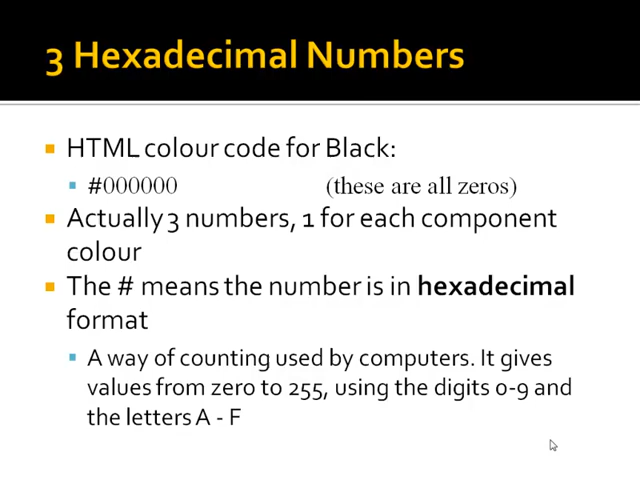 3 Hexadecimal Numbers
HTML colour code for Black:
#000000 (these are all zeros)
Actually 3 numbers, 1 for each component
colour
The # means the number is in hexadecimal
format
A way of counting used by computers. It gives
values from zero to 255, using the digits 0-9 and
the letters A - F